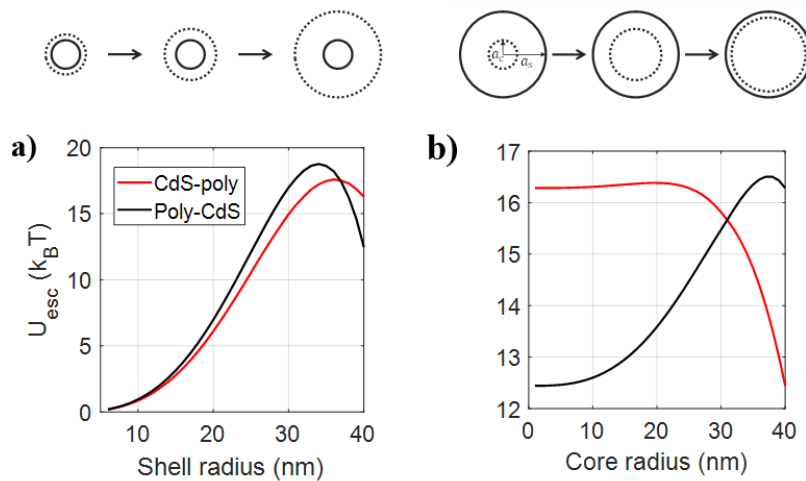 a_c
a_s
a)
b)
20
15
10
5
0
U_esc (k_BT)
CdS-poly
Poly-CdS
10
20
30
40
Shell radius (nm)
17
16
15
14
13
12
0
10
20
30
40
Core radius (nm)